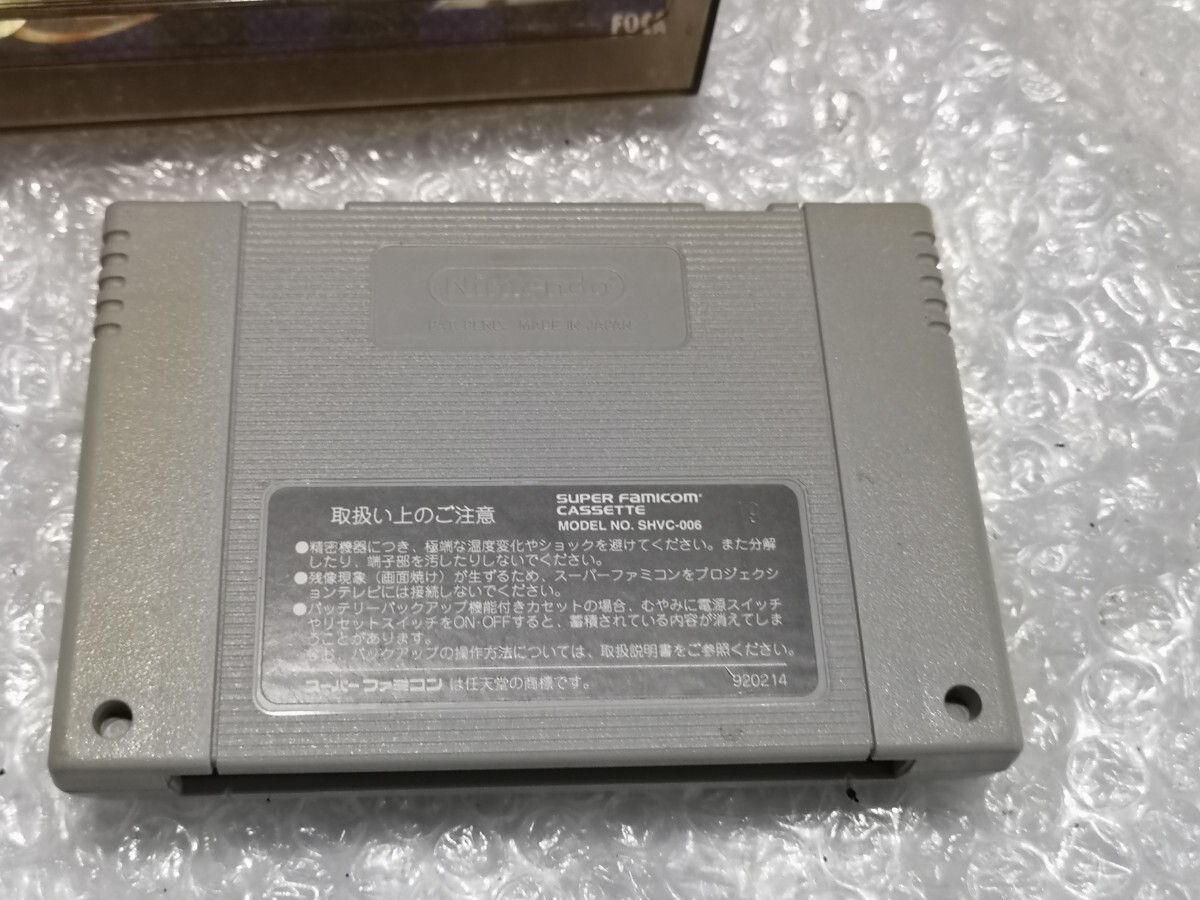 FOCA
Nintendo
PAT. PEND. MADE IN JAPAN
取扱い上のご注意
SUPER FAMICOM
CASSETTE
MODEL NO. SHVC-006
19
●精密機器につき、極端な温度変化やショックを避けてください。また分解
したり、端子部を汚したりしないでください。
●残像現象（画面焼け）が生ずるため、スーパーファミコンをプロジェクシ
ョンテレビには接続しないでください。
●バッテリーバックアップ機能付きカセットの場合、むやみに電源スイッチ
やリセットスイッチをON・OFFすると、蓄積されている内容が消えてしま
うことがあります。
なお、バックアップの操作方法については、取扱説明書をご参照ください。
スーパーファミコン は任天堂の商標です。
920214